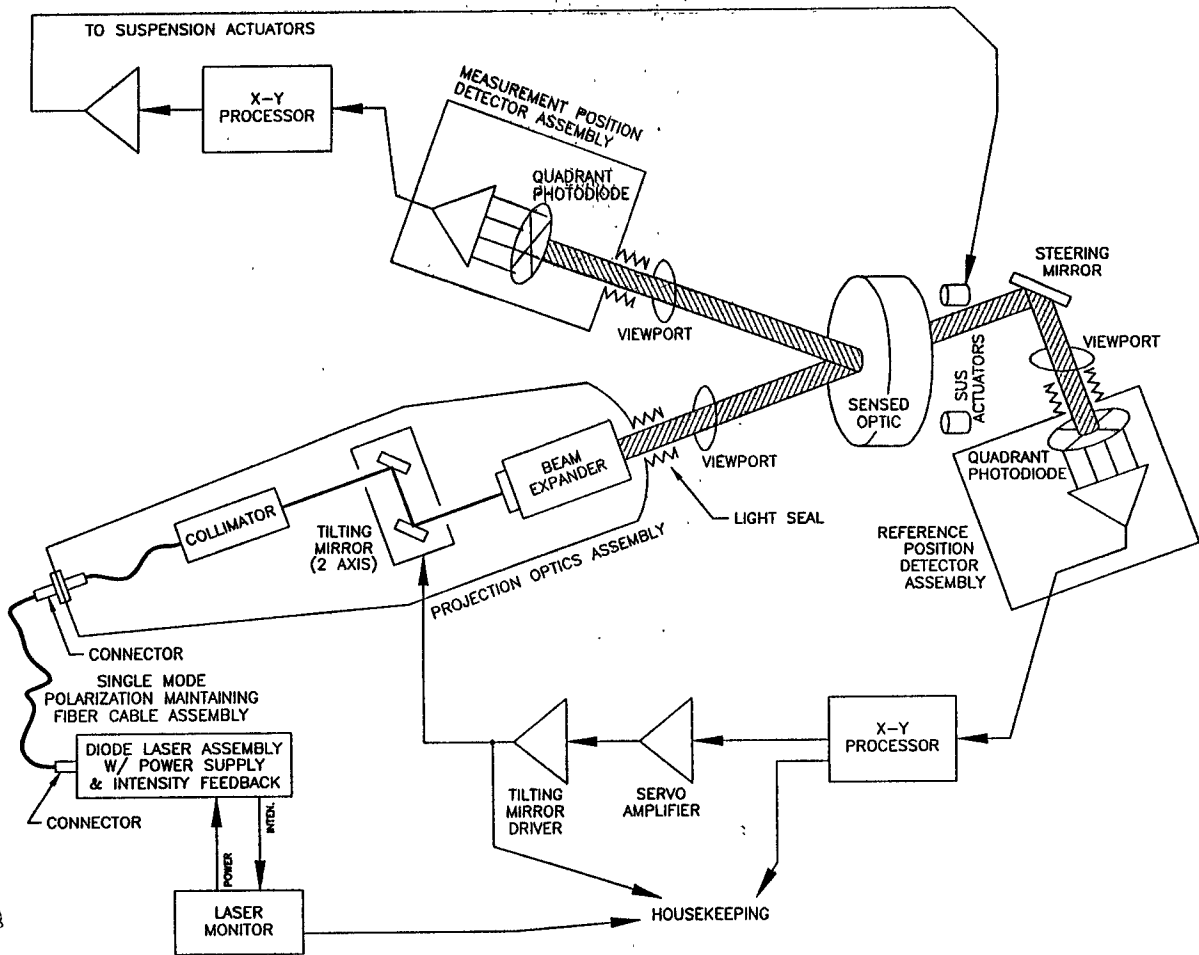 TO SUSPENSION ACTUATORS
X-Y
PROCESSOR
MEASUREMENT POSITION
DETECTOR ASSEMBLY
QUADRANT
PHOTODIODE
VIEWPORT
STEERING
MIRROR
VIEWPORT
SUS
ACTUATORS
SENSED
OPTIC
QUADRANT
PHOTODIODE
REFERENCE
POSITION
DETECTOR
ASSEMBLY
VIEWPORT
LIGHT SEAL
BEAM
EXPANDER
COLLIMATOR
TILTING
MIRROR
(2 AXIS)
PROJECTION OPTICS ASSEMBLY
CONNECTOR
SINGLE MODE
POLARIZATION MAINTAINING
FIBER CABLE ASSEMBLY
DIODE LASER ASSEMBLY
W/ POWER SUPPLY
& INTENSITY FEEDBACK
CONNECTOR
POWER
INTEN.
LASER
MONITOR
TILTING
MIRROR
DRIVER
SERVO
AMPLIFIER
X-Y
PROCESSOR
HOUSEKEEPING